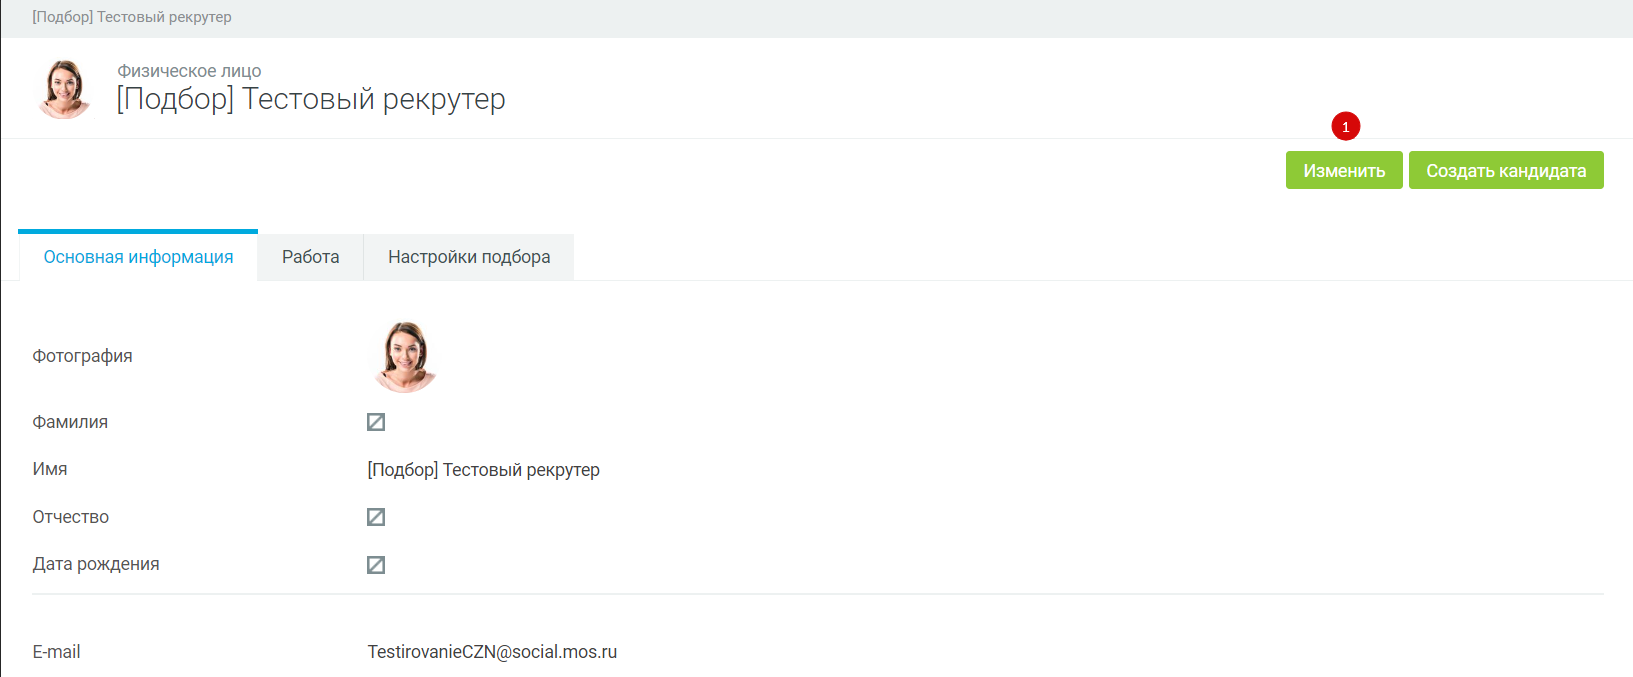 [Подбор] Тестовый рекрутер
Физическое лицо
[Подбор] Тестовый рекрутер
1
Изменить Создать кандидата
Основная информация Работа Настройки подбора
Фотография
Фамилия
Имя [Подбор] Тестовый рекрутер
Отчество
Дата рождения
E-mail TestirovanieCZN@social.mos.ru